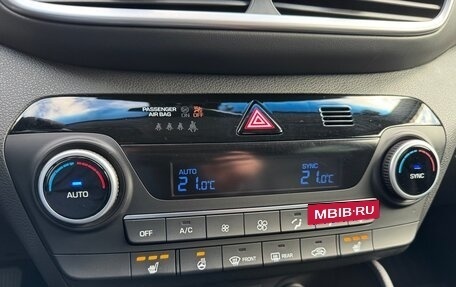 PASSENGER
AIR BAG
ON OFF
AUTO
21.0°C
SYNC
21.0°C
AUTO
SYNC
OFF
A/C
MBIB.RU
FRONT
REAR